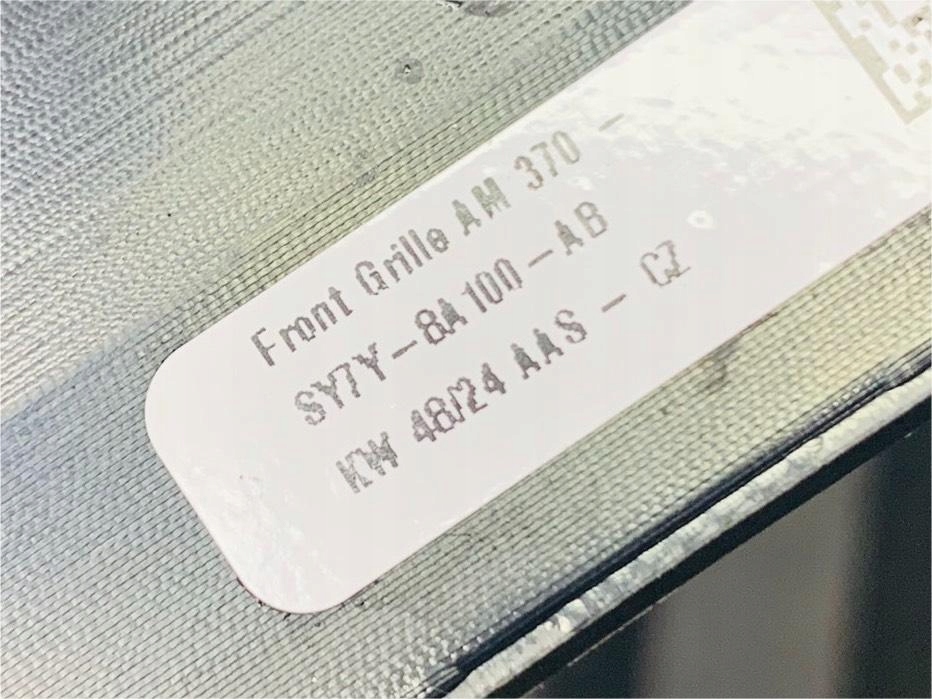 Front Grille AM 370 -
SY7Y-8A100-AB
KW 48/24 AAS - CZ